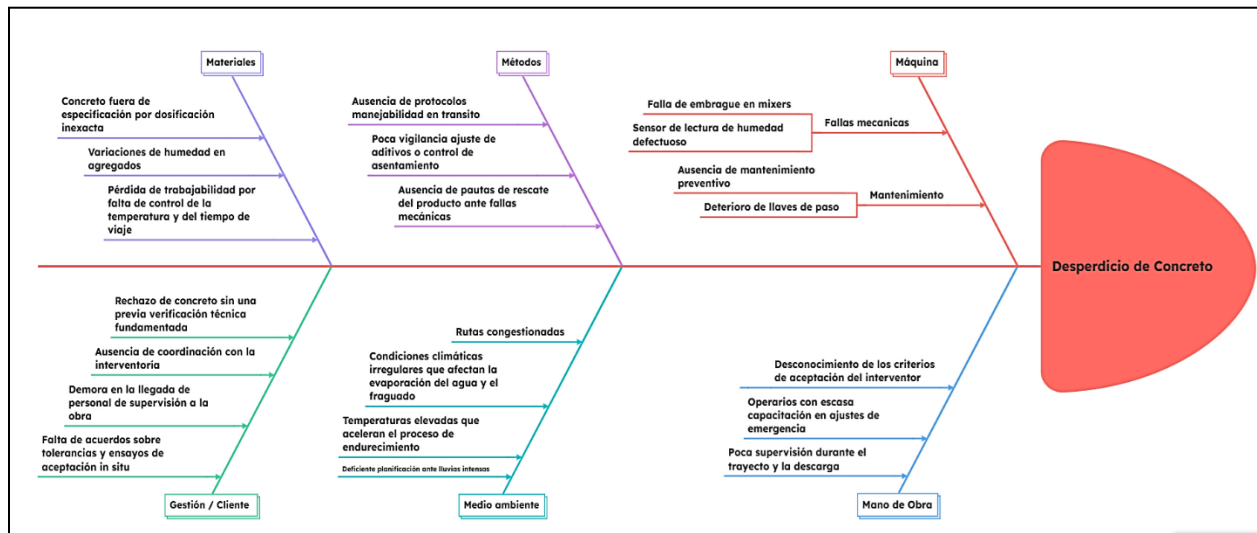 Materiales
Concreto fuera de
especificación por dosificación
inexacta
Variaciones de humedad en
agregados
Pérdida de trabajabilidad por
falta de control de la
temperatura y del tiempo de
viaje
Métodos
Ausencia de protocolos
manejabilidad en transito
Poca vigilancia ajuste de
aditivos o control de
asentamiento
Ausencia de pautas de rescate
del producto ante fallas
mecánicas
Máquina
Falla de embrague en mixers
Sensor de lectura de humedad
defectuoso
Fallas mecanicas
Ausencia de mantenimiento
preventivo
Deterioro de llaves de paso
Mantenimiento
Desperdicio de Concreto
Rechazo de concreto sin una
previa verificación técnica
fundamentada
Ausencia de coordinación con la
interventoría
Demora en la llegada de
personal de supervisión a la
obra
Falta de acuerdos sobre
tolerancias y ensayos de
aceptación in situ
Gestión / Cliente
Rutas congestionadas
Condiciones climáticas
irregulares que afectan la
evaporación del agua y el
fraguado
Temperaturas elevadas que
aceleran el proceso de
endurecimiento
Deficiente planificación ante lluvias intensas
Medio ambiente
Desconocimiento de los criterios
de aceptación del interventor
Operarios con escasa
capacitación en ajustes de
emergencia
Poca supervisión durante el
trayecto y la descarga
Mano de Obra